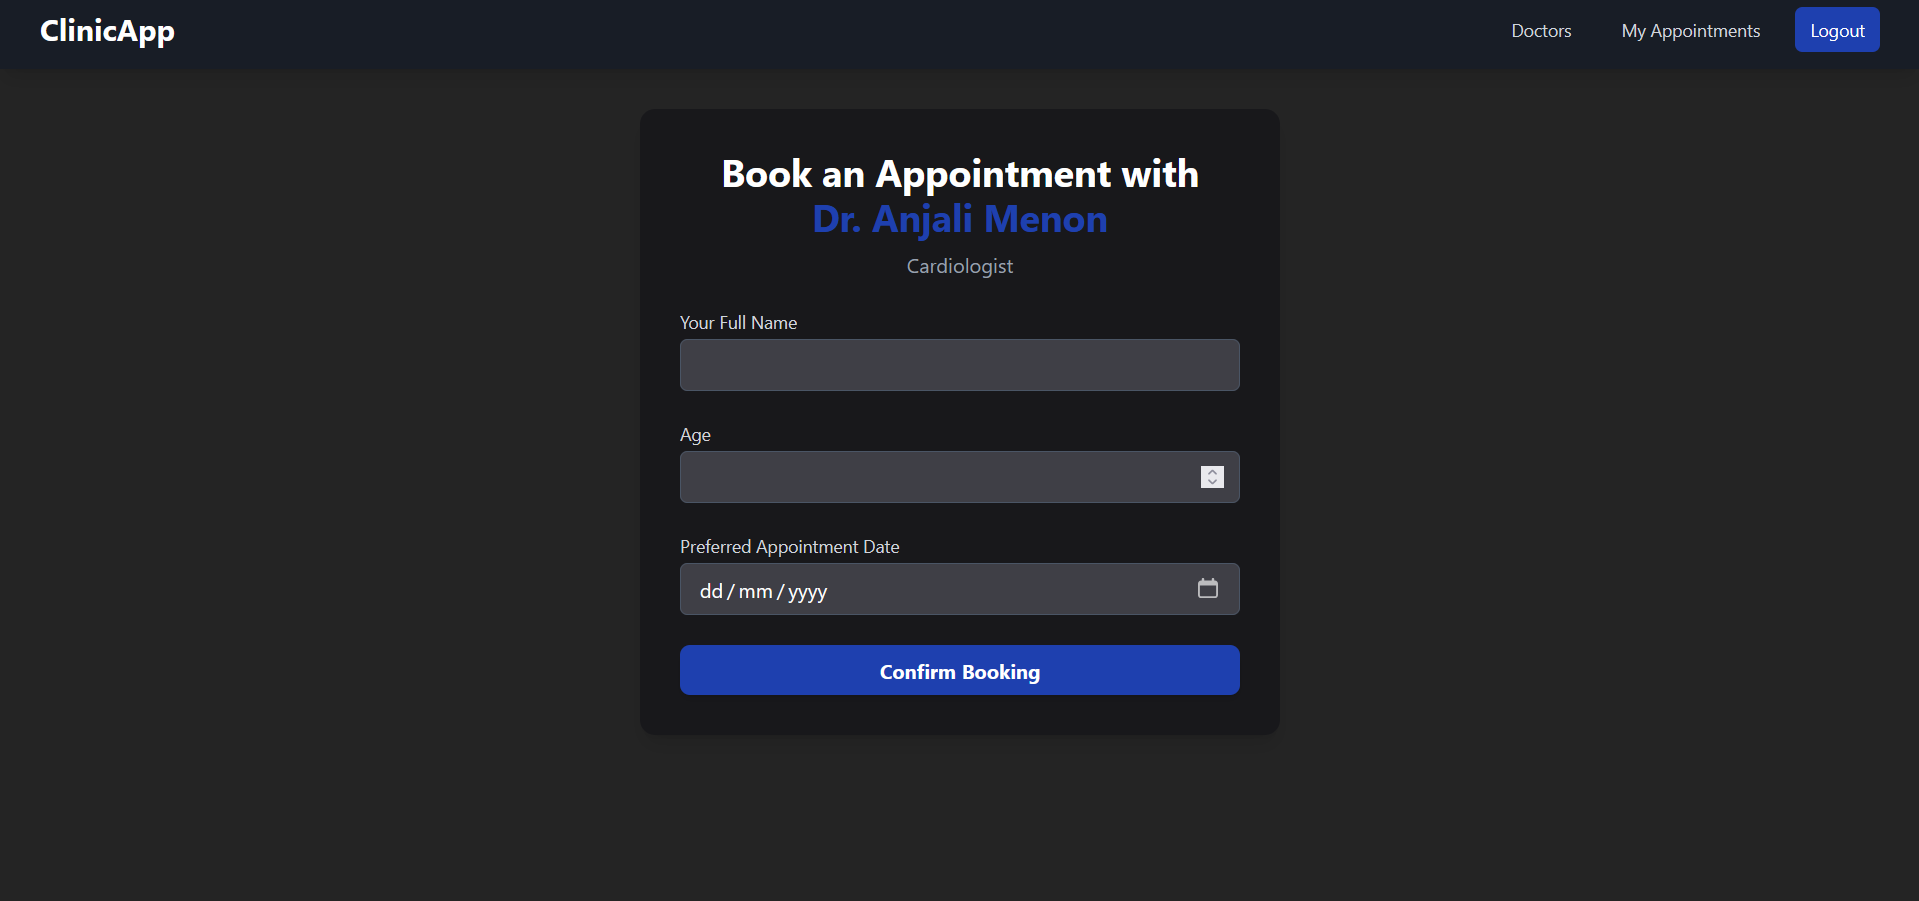 ClinicApp
Doctors
My Appointments
Logout
Book an Appointment with
Dr. Anjali Menon
Cardiologist
Your Full Name
Age
Preferred Appointment Date
dd/mm/yyyy
Confirm Booking